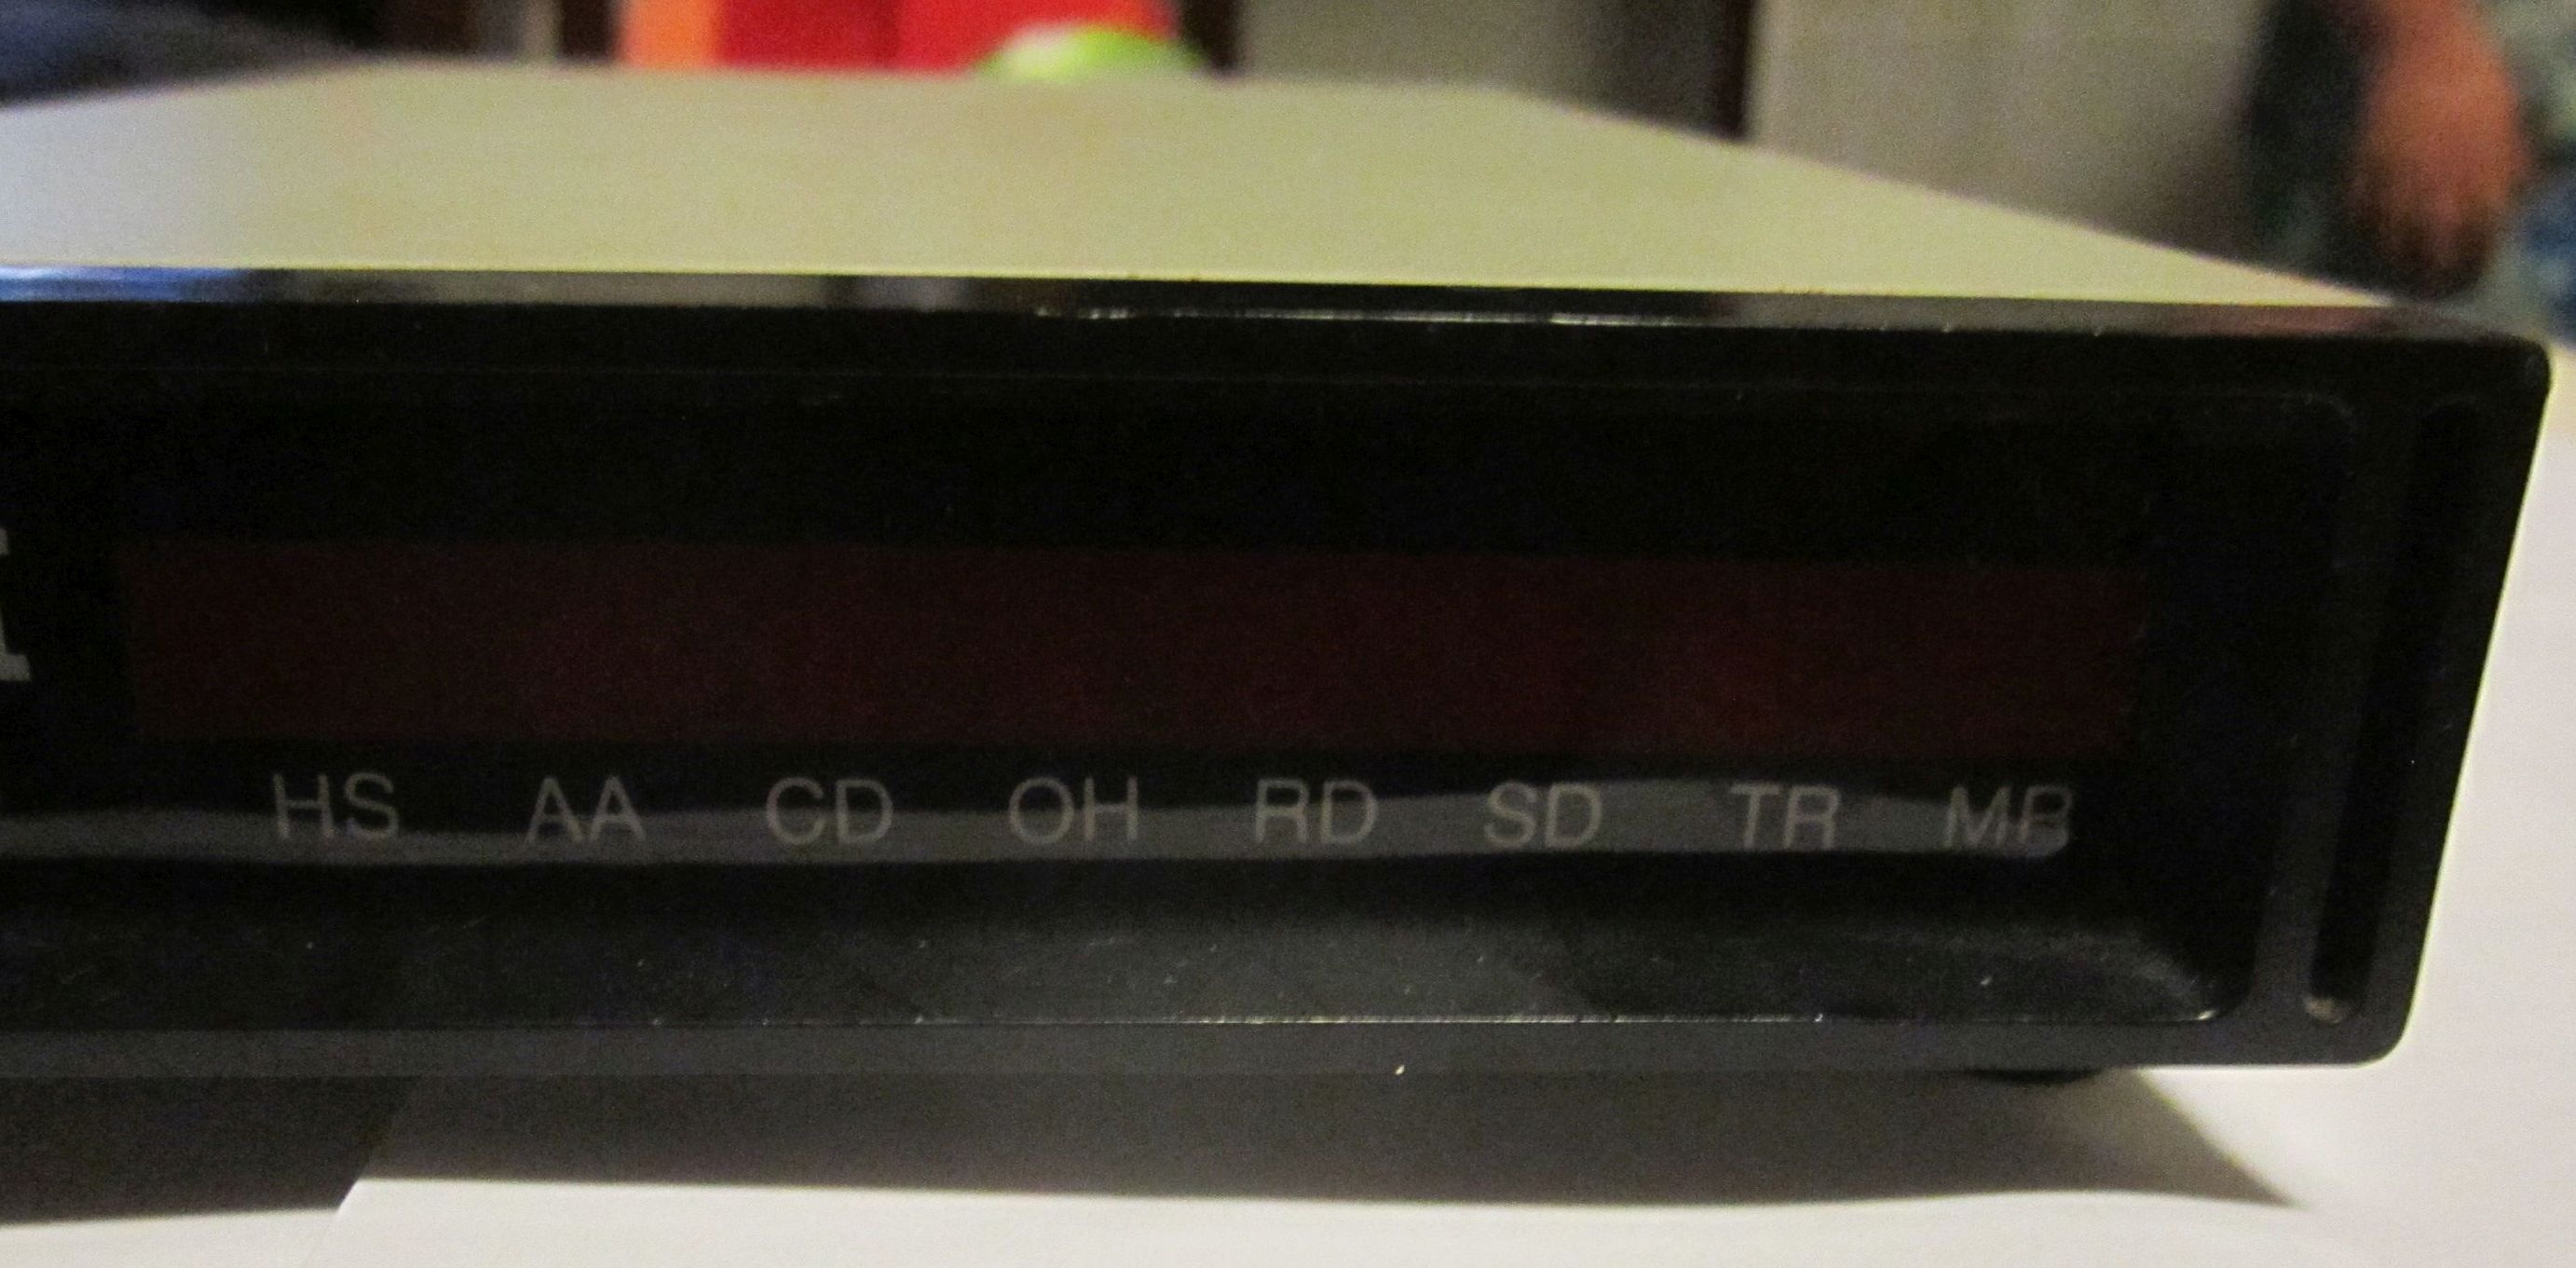 HS AA CD OH RD SD TR MR